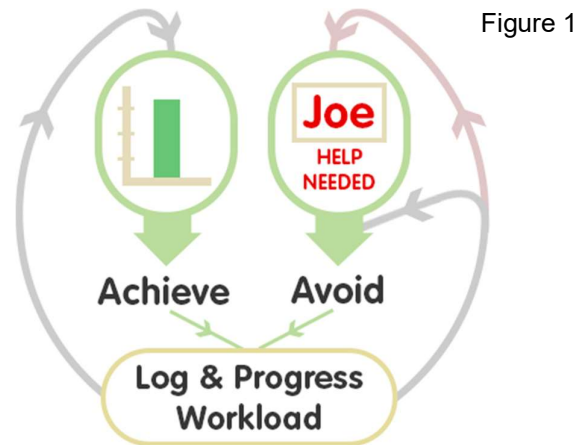 Figure 1
Joe
HELP
NEEDED
Achieve
Avoid
Log & Progress
Workload